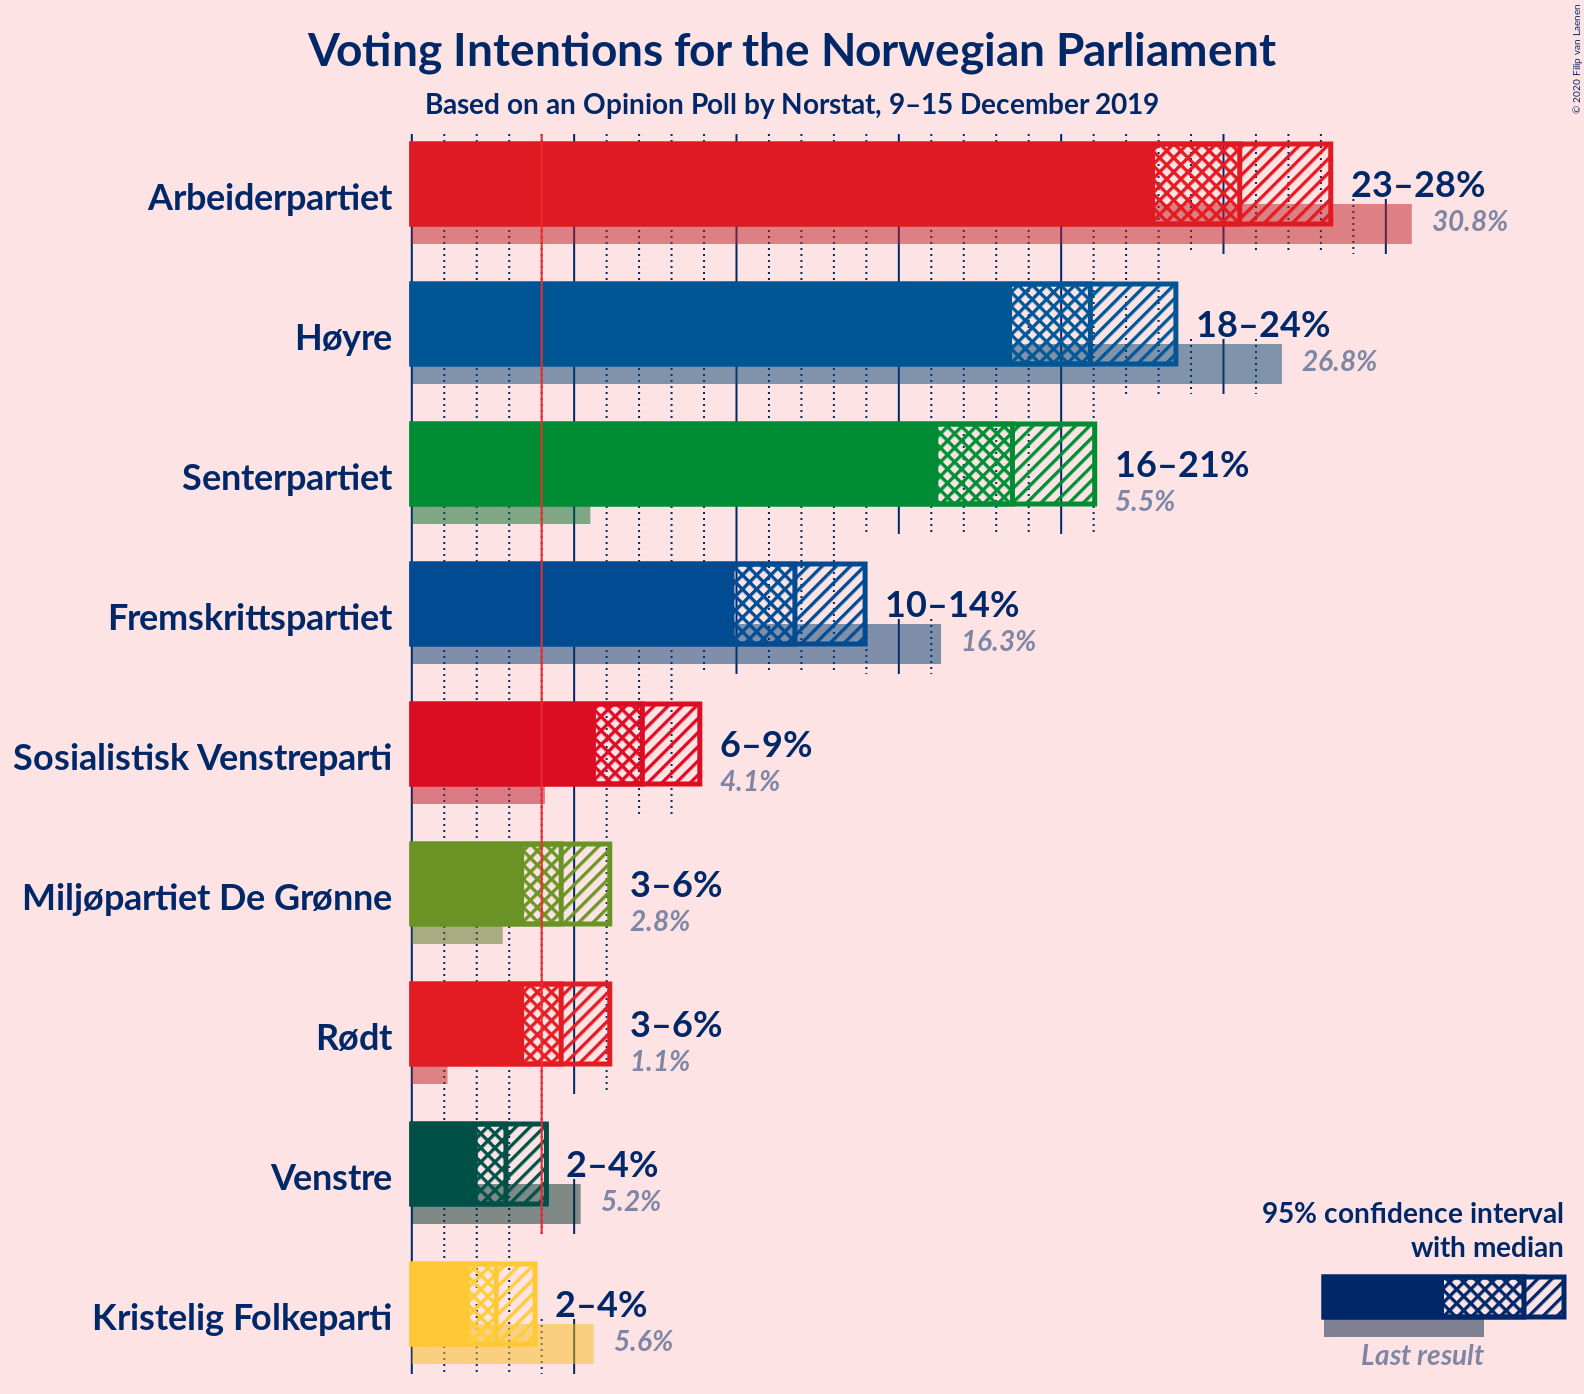 Voting Intentions for the Norwegian Parliament
Based on an Opinion Poll by Norstat, 9–15 December 2019
© 2020 Filip van Laenen
Arbeiderpartiet
23–28%
30.8%
Høyre
18–24%
26.8%
Senterpartiet
16–21%
5.5%
Fremskrittspartiet
10–14%
16.3%
Sosialistisk Venstreparti
6–9%
4.1%
Miljøpartiet De Grønne
3–6%
2.8%
Rødt
3–6%
1.1%
Venstre
2–4%
5.2%
Kristelig Folkeparti
2–4%
5.6%
95% confidence interval
with median
Last result